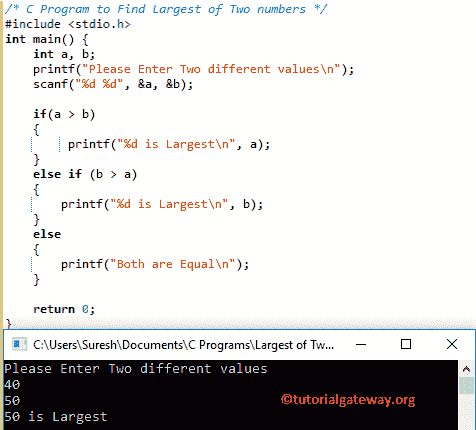 /* C Program to Find Largest of Two numbers */
#include <stdio.h>
int main() {
    int a, b;
    printf("Please Enter Two different values\n");
    scanf("%d %d", &a, &b);

    if(a > b)
    {
        printf("%d is Largest\n", a);
    }
    else if (b > a)
    {
        printf("%d is Largest\n", b);
    }
    else
    {
        printf("Both are Equal\n");
    }

    return 0;
}
C:\Users\Suresh\Documents\C Programs\Largest of Tw...
Please Enter Two different values
40
50
50 is Largest
©tutorialgateway.org